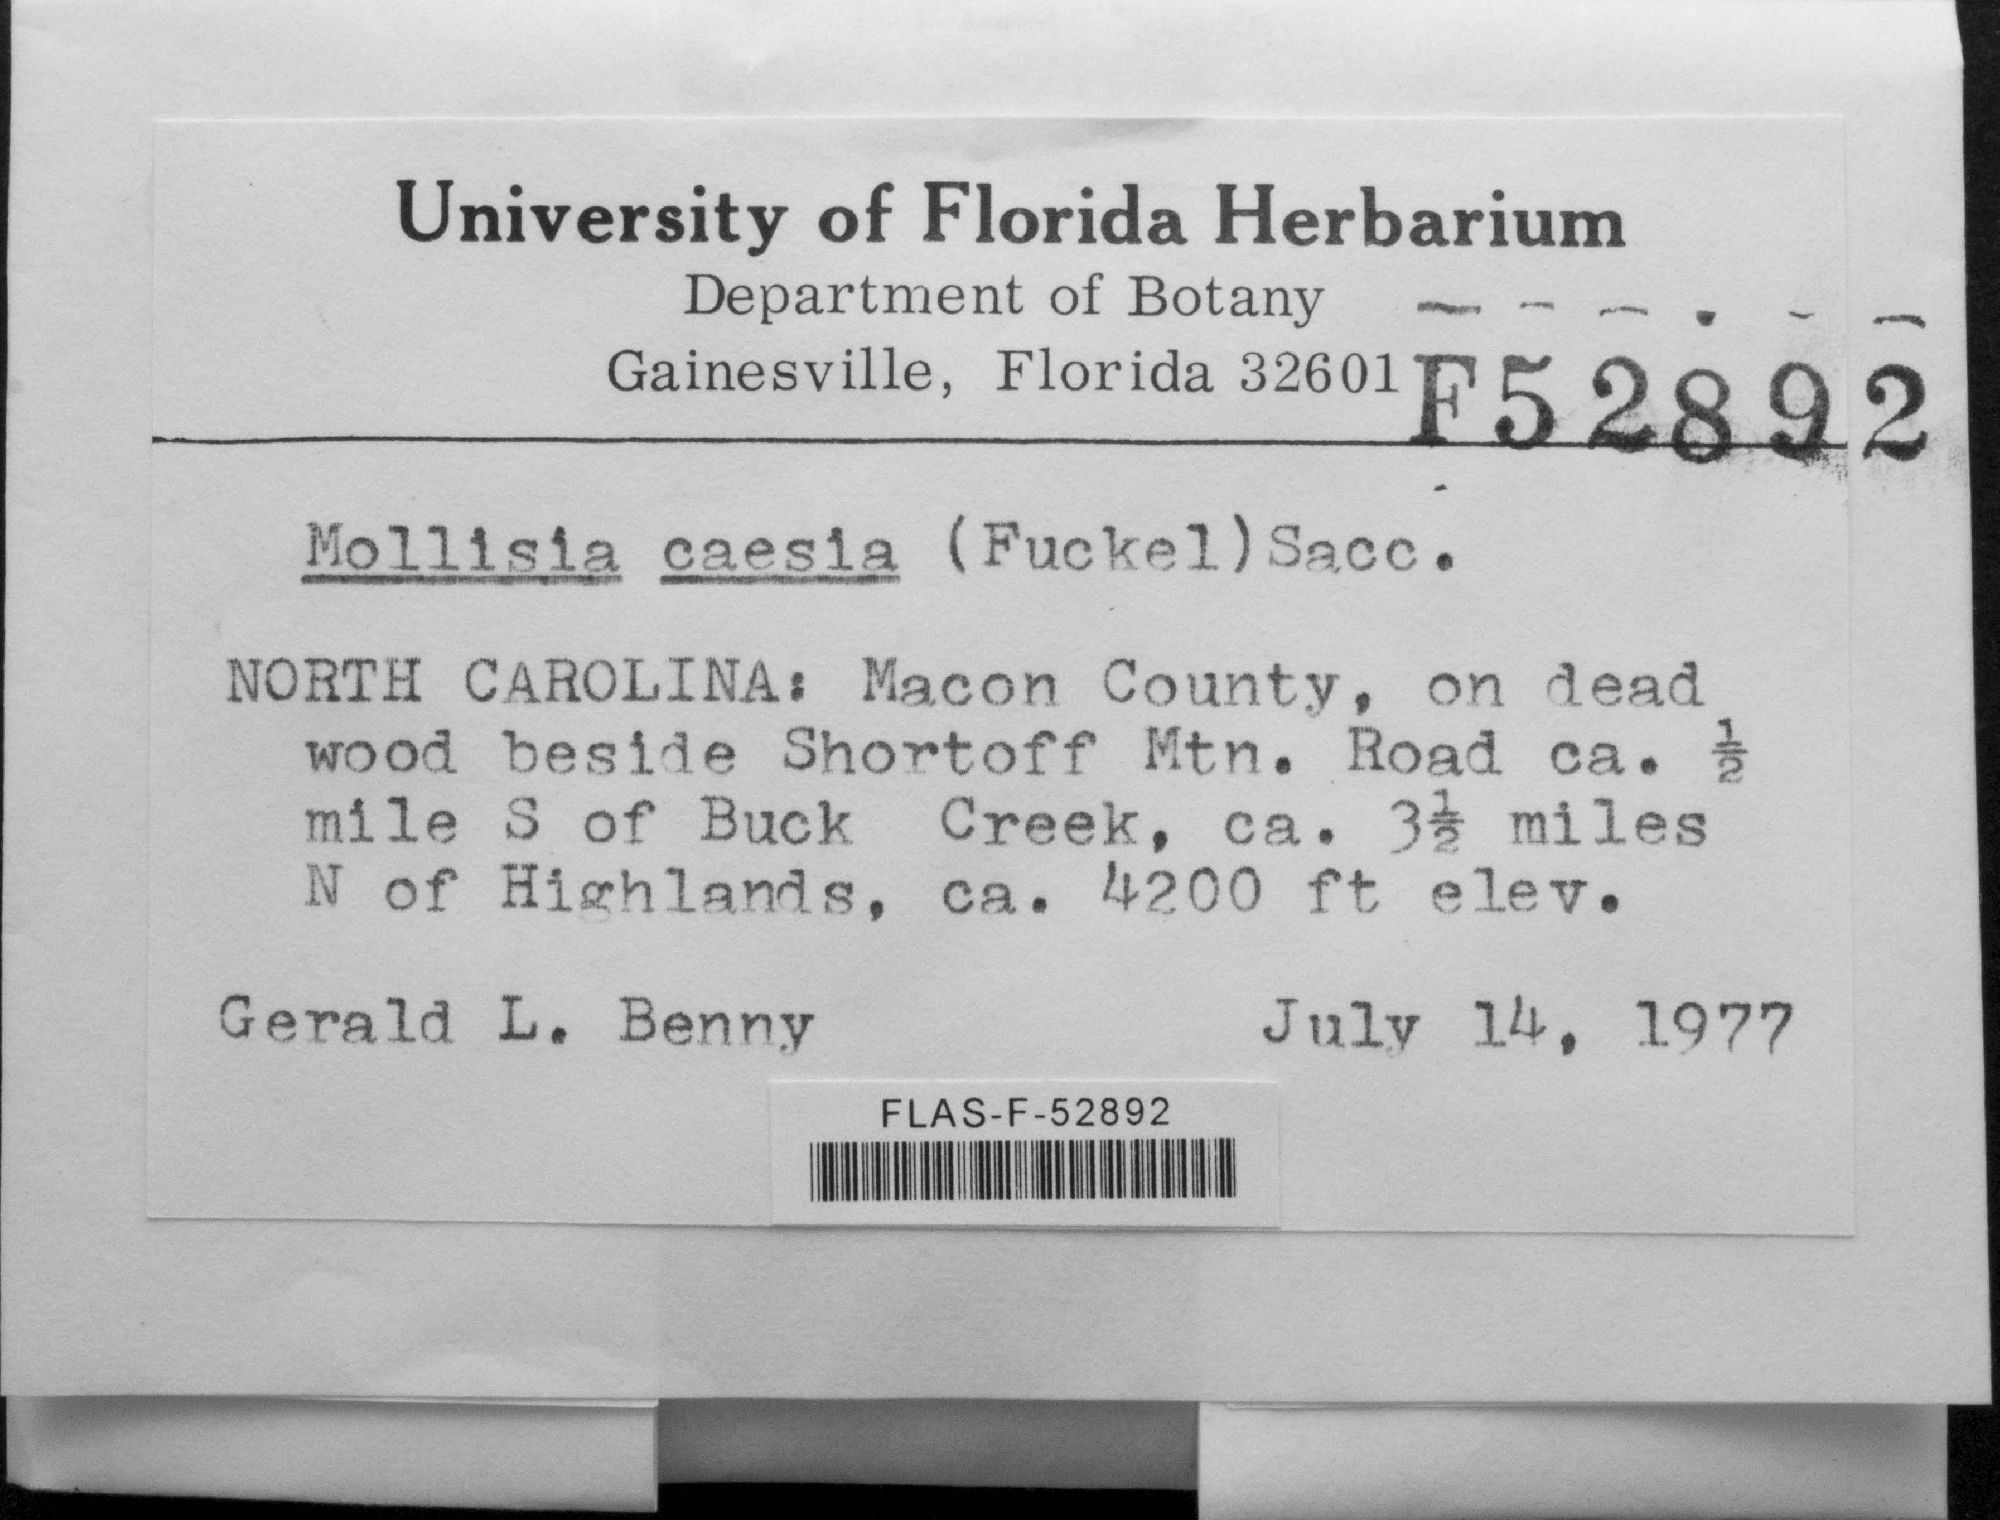 University of Florida Herbarium
Department of Botany
Gainesville, Florida 32601
F52892
Mollisia caesia (Fuckel) Sacc.
NORTH CAROLINA: Macon County, on dead
wood beside Shortoff Mtn. Road ca. ½
mile S of Buck Creek, ca. 3½ miles
N of Highlands, ca. 4200 ft elev.
Gerald L. Benny July 14, 1977
FLAS-F-52892